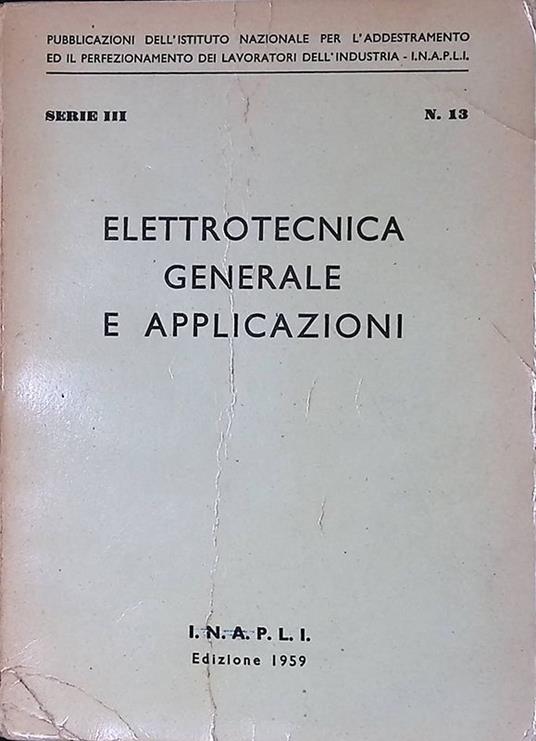 PUBBLICAZIONI DELL'ISTITUTO NAZIONALE PER L'ADDESTRAMENTO
ED IL PERFEZIONAMENTO DEI LAVORATORI DELL'INDUSTRIA - I.N.A.P.L.I.
SERIE III N. 13
ELETTROTECNICA
GENERALE
E APPLICAZIONI
I. N. A. P. L. I.
Edizione 1959